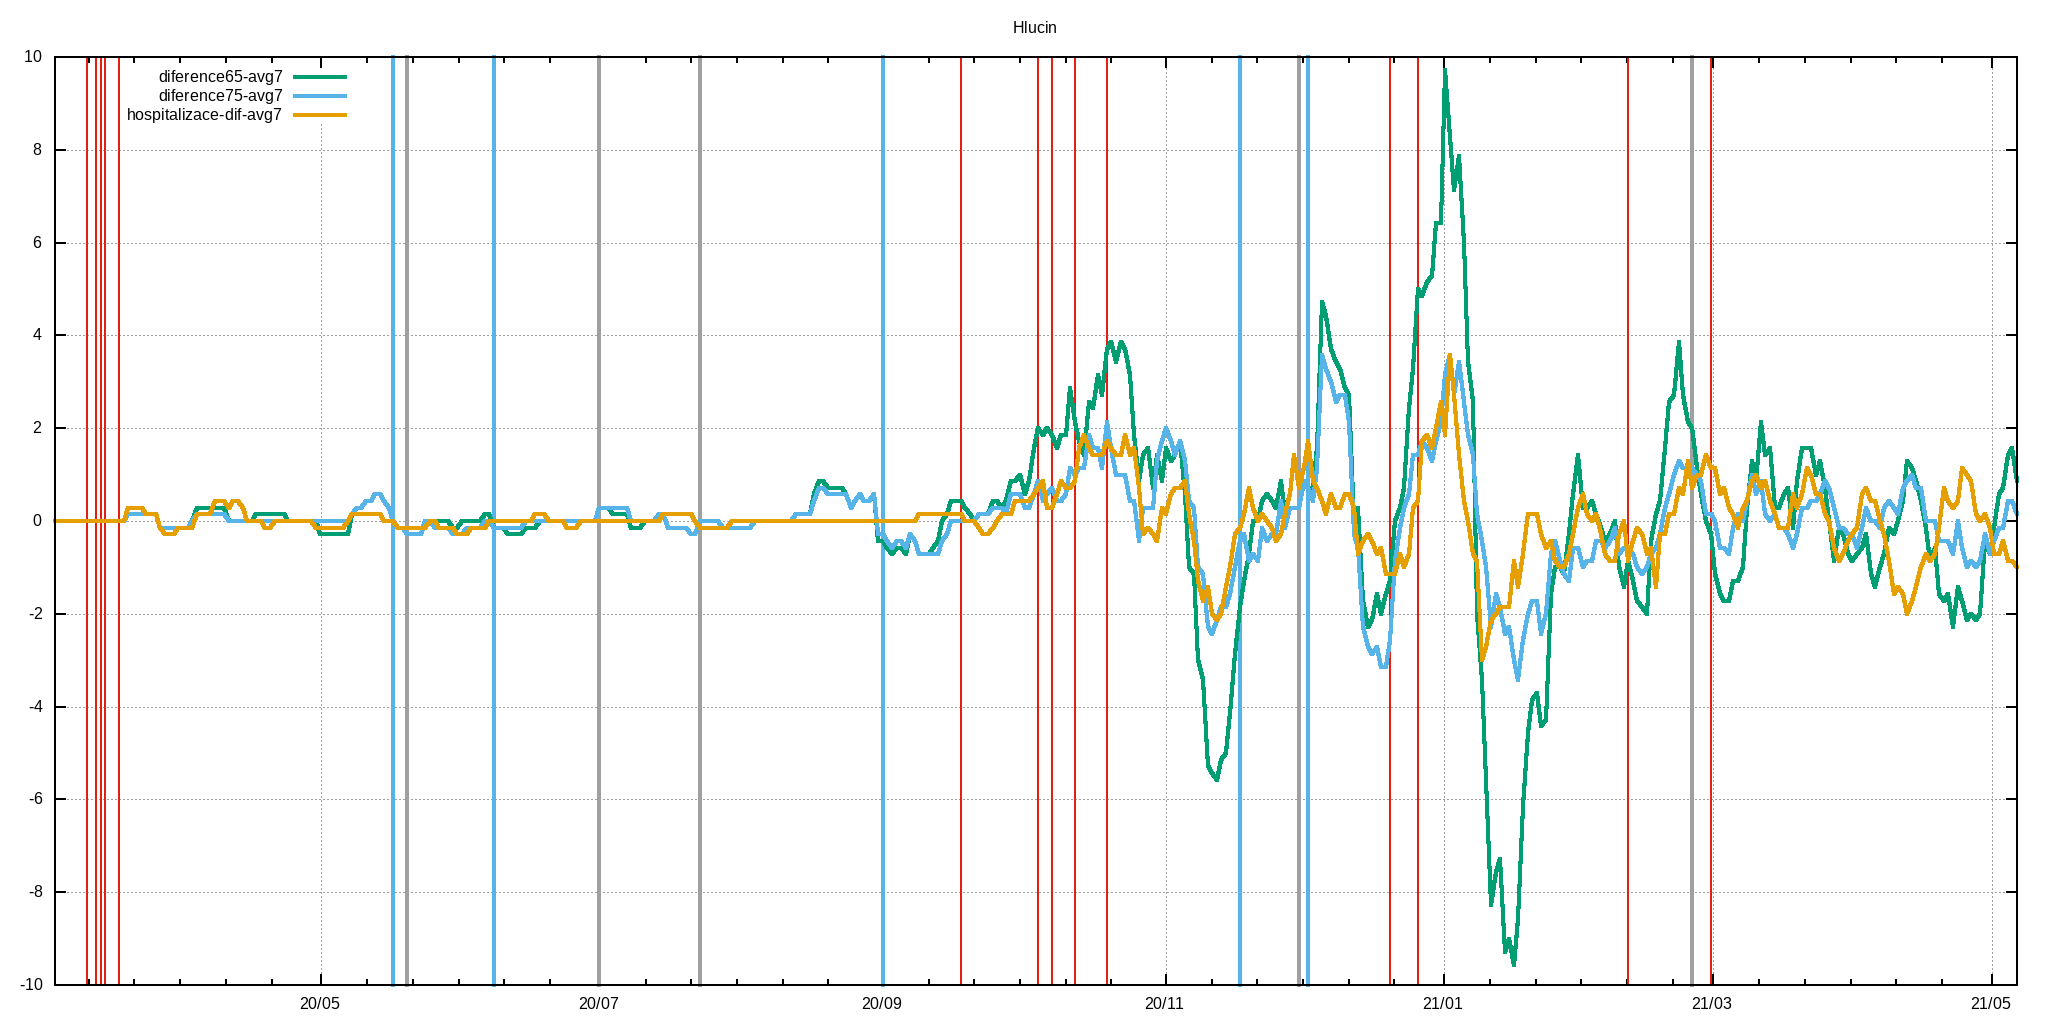 Hlucin
diference65-avg7
diference75-avg7
hospitalizace-dif-avg7
10
8
6
4
2
0
-2
-4
-6
-8
-10
20/05 20/07 20/09 20/11 21/01 21/03 21/05